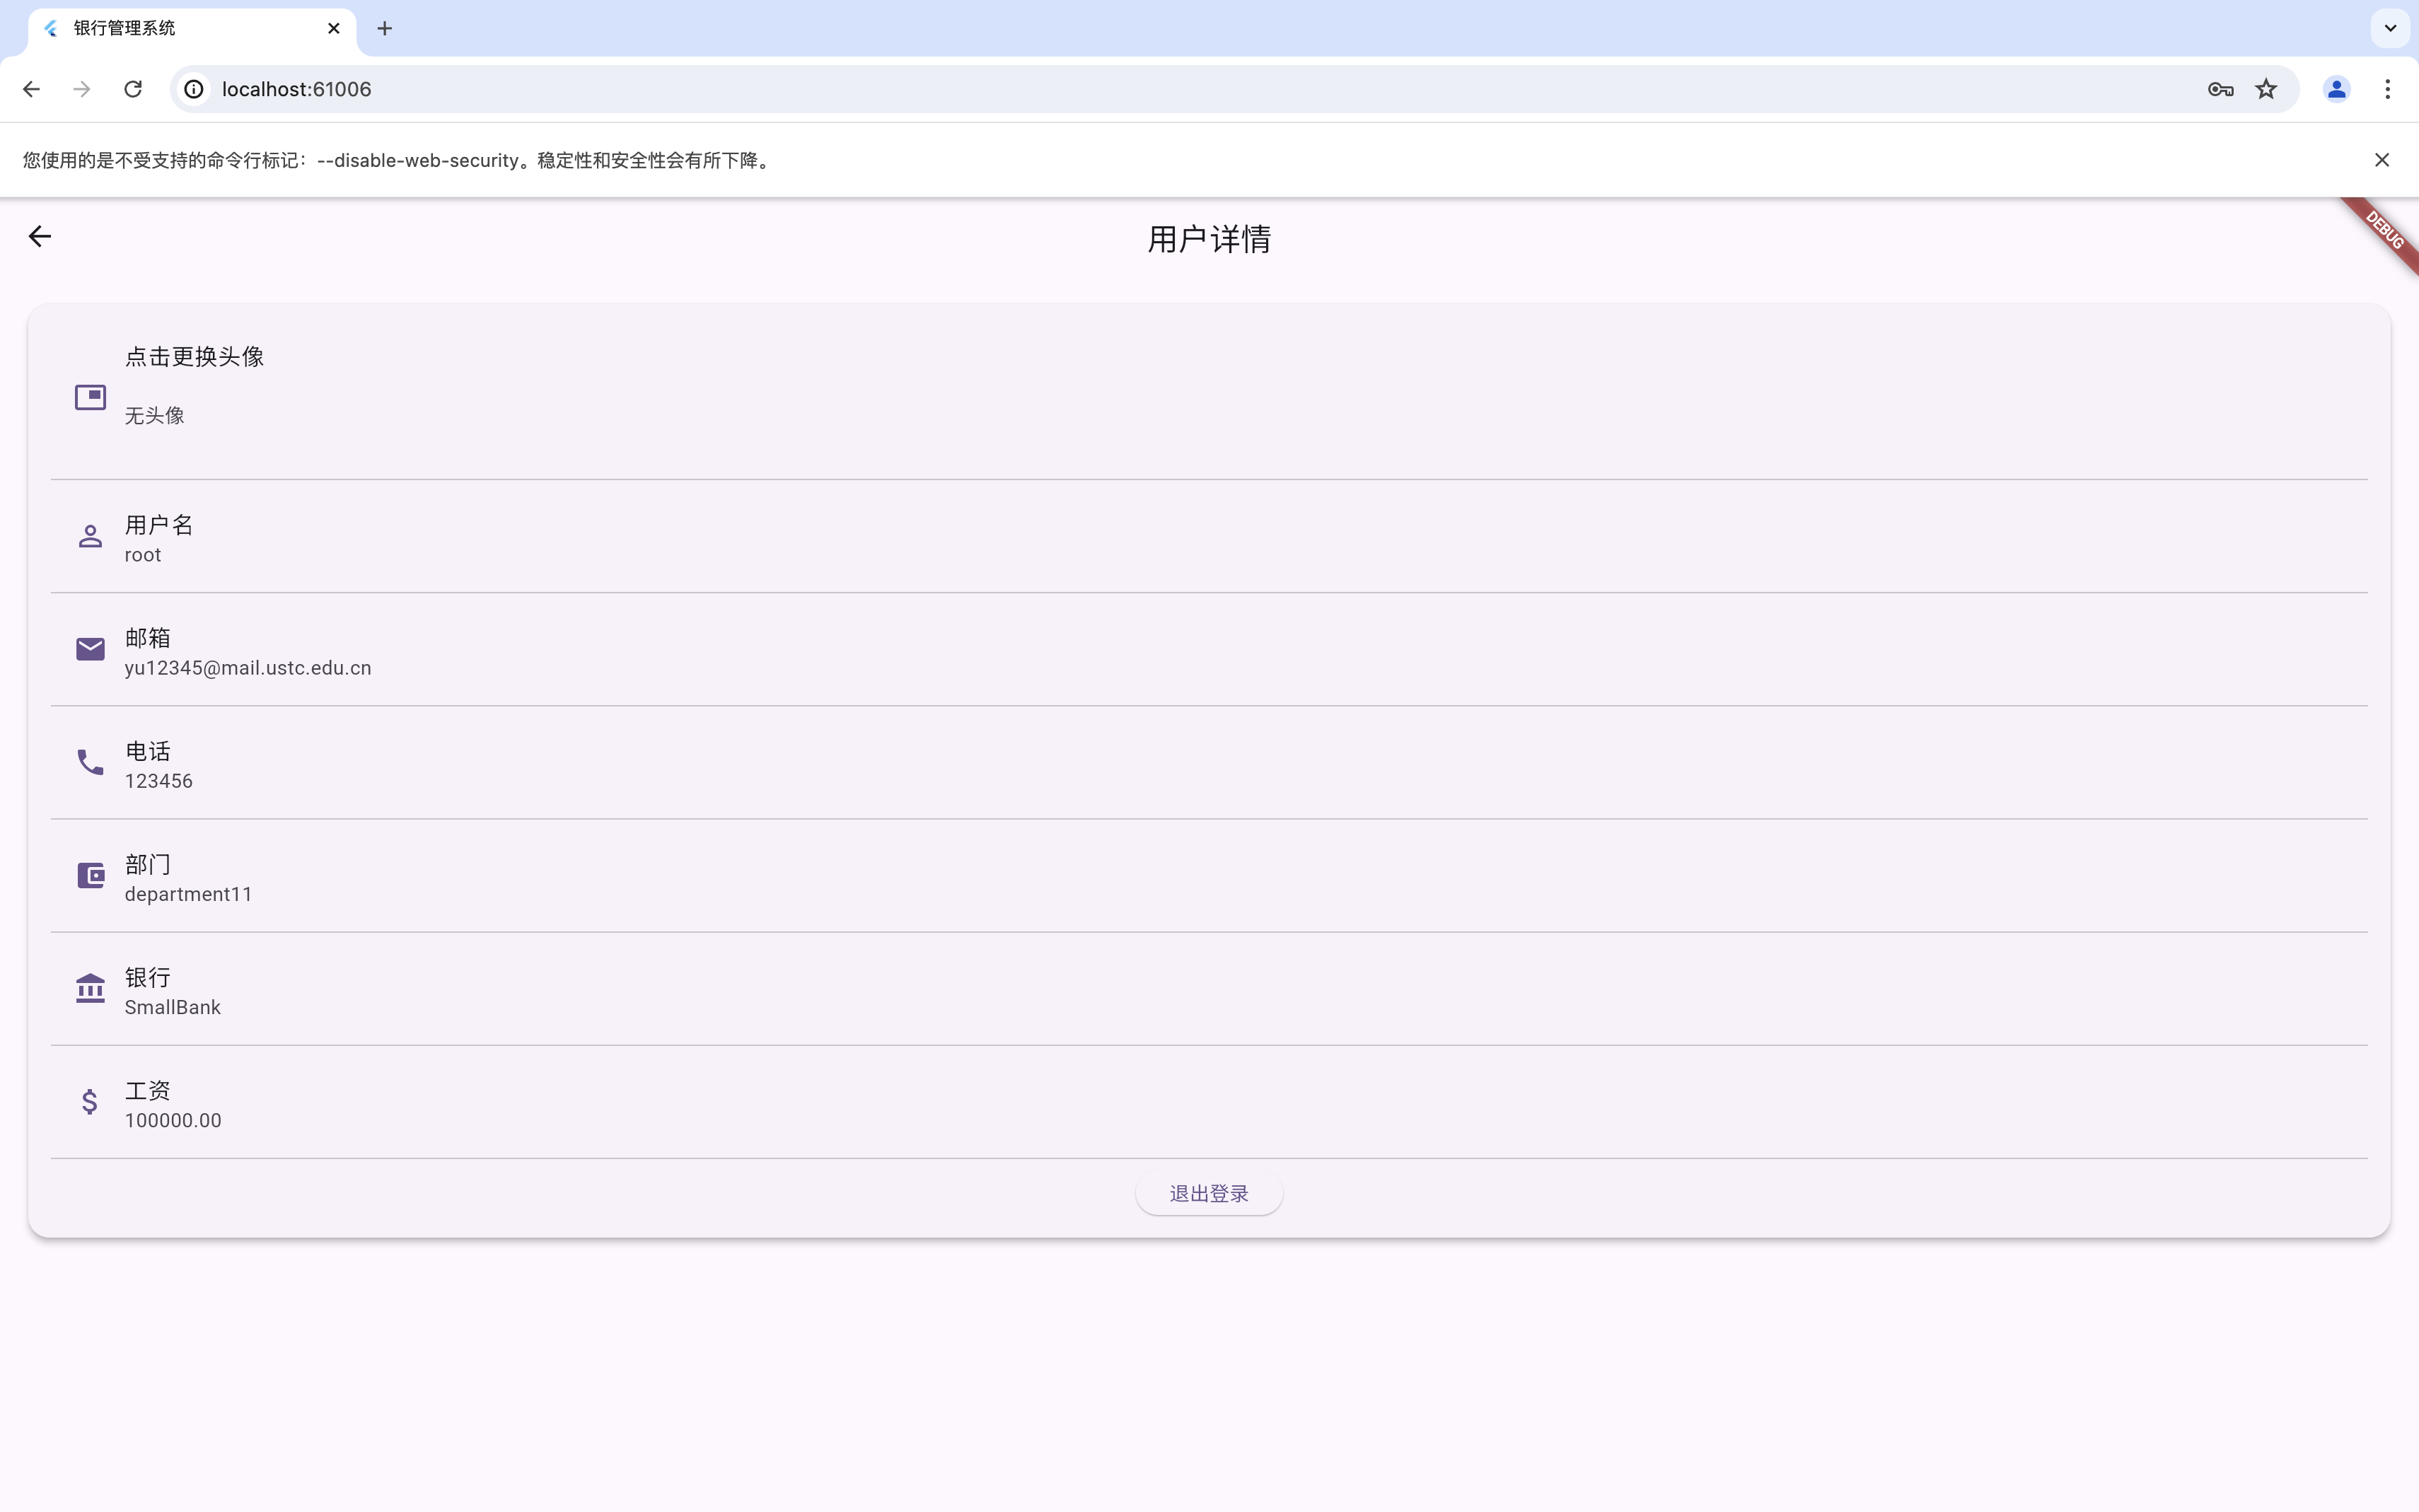 银行管理系统
localhost:61006
您使用的是不受支持的命令行标记：--disable-web-security。稳定性和安全性会有所下降。
用户详情
DEBUG
点击更换头像
无头像
用户名
root
邮箱
yu12345@mail.ustc.edu.cn
电话
123456
部门
department11
银行
SmallBank
工资
100000.00
退出登录